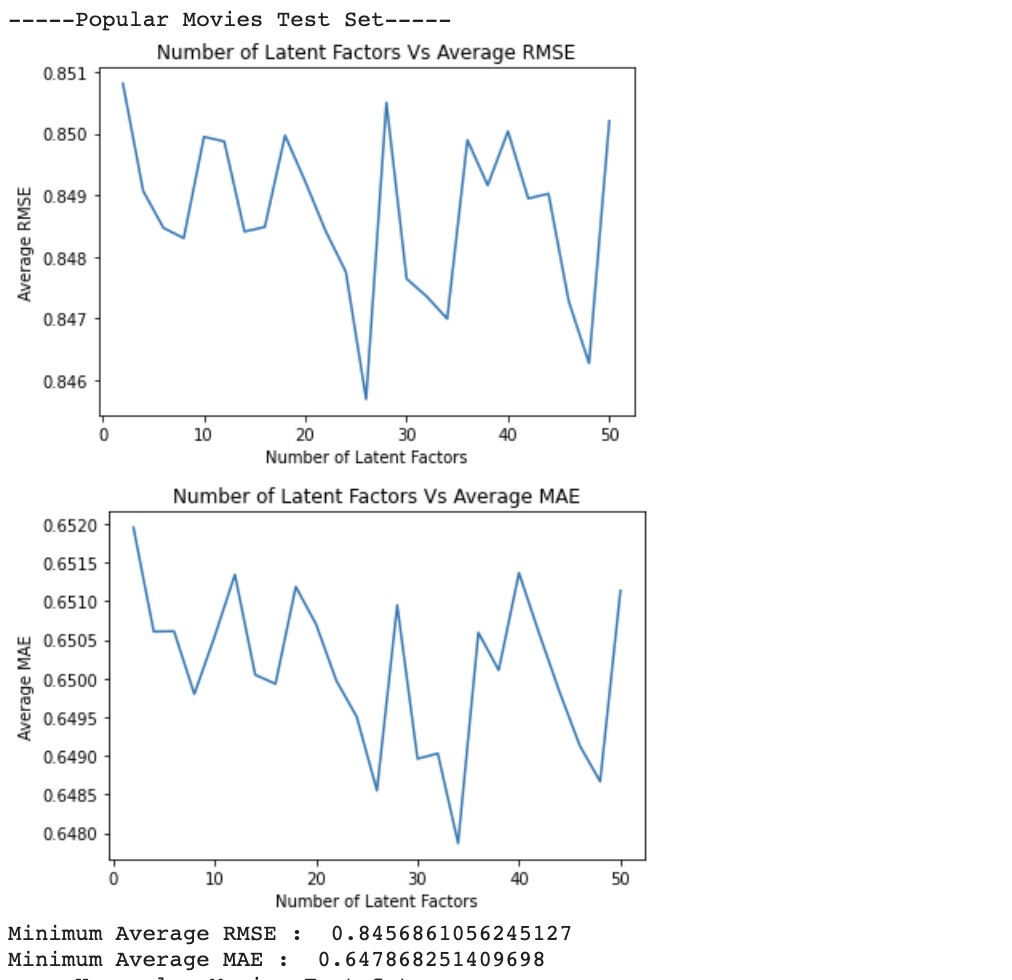 -----Popular Movies Test Set-----
Number of Latent Factors Vs Average RMSE
0.851
0.850
0.849
0.848
0.847
0.846
Average RMSE
0 10 20 30 40 50
Number of Latent Factors
Number of Latent Factors Vs Average MAE
0.6520
0.6515
0.6510
0.6505
0.6500
0.6495
0.6490
0.6485
0.6480
Average MAE
0 10 20 30 40 50
Number of Latent Factors
Minimum Average RMSE :  0.8456861056245127
Minimum Average MAE :  0.647868251409698